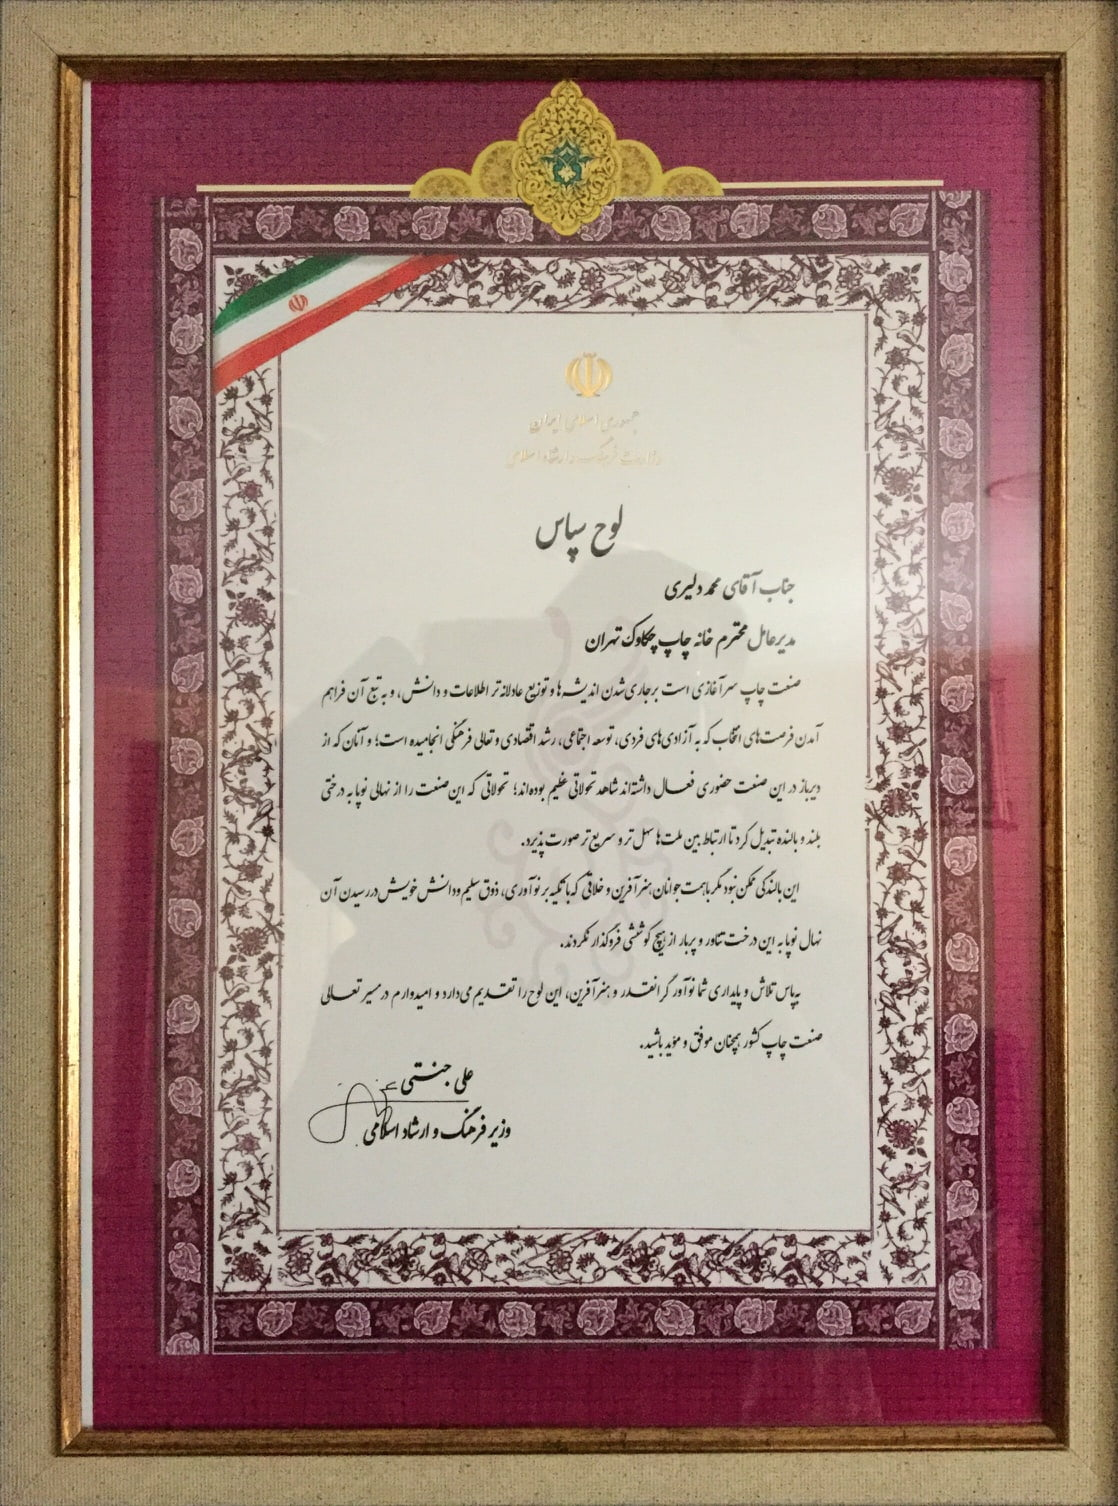 جمهوری اسلامی ایران
وزارت فرهنگ و ارشاد اسلامی
لوح سپاس
جناب آقای محمد دلیری
مدیرعامل محترم خانه چاپ چکاوک تهران
صنعت چاپ سرآغازی است بر جاری شدن اندیشه‌ها و توزیع عادلانه‌تر اطلاعات و دانش، و به تبع آن فراهم
آمدن فرصت‌های انتخاب که به آزادی‌های فردی، توسعه اجتماعی، رشد اقتصادی و تعالی فرهنگی انجامیده است؛ و آنان که از
دیرباز در این صنعت حضوری فعال داشته‌اند شاهد تحولاتی عظیم بوده‌اند؛ تحولاتی که این صنعت را از نهالی نوپا به درختی
بلند و بالنده تبدیل کرد تا ارتباط بین ملت‌ها سهل‌تر و سریع‌تر صورت پذیرد.
این بالندگی ممکن نبود مگر با همت جوانان هنرآفرین و خلاقی که با تکیه بر نوآوری، ذوق سلیم و دانش خویش در رسیدن آن
نهال نوپا به این درخت تناور و پربار از هیچ کوششی فروگذار نکردند.
به پاس تلاش و پایداری شما نوآور گرانقدر و هنرآفرین، این لوح را تقدیم می‌دارد و امیدوارم در مسیر تعالی
صنعت چاپ کشور همچنان موفق و مؤید باشید.
علی جنتی
وزیر فرهنگ و ارشاد اسلامی